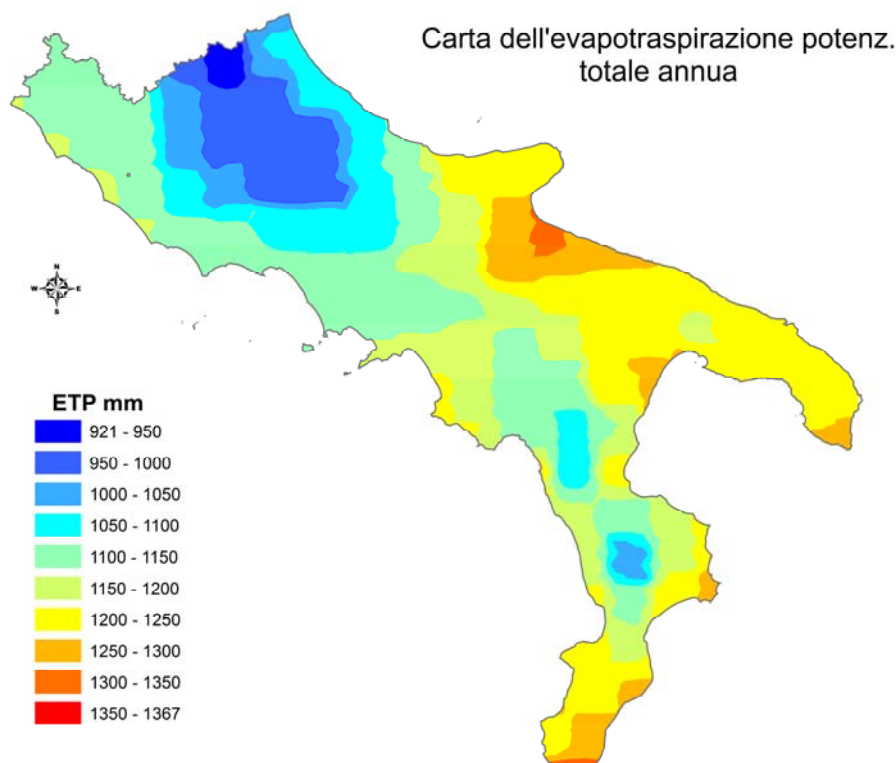 Carta dell'evapotraspirazione potenz.
totale annua
N
W E
S
ETP mm
921 - 950
950 - 1000
1000 - 1050
1050 - 1100
1100 - 1150
1150 - 1200
1200 - 1250
1250 - 1300
1300 - 1350
1350 - 1367